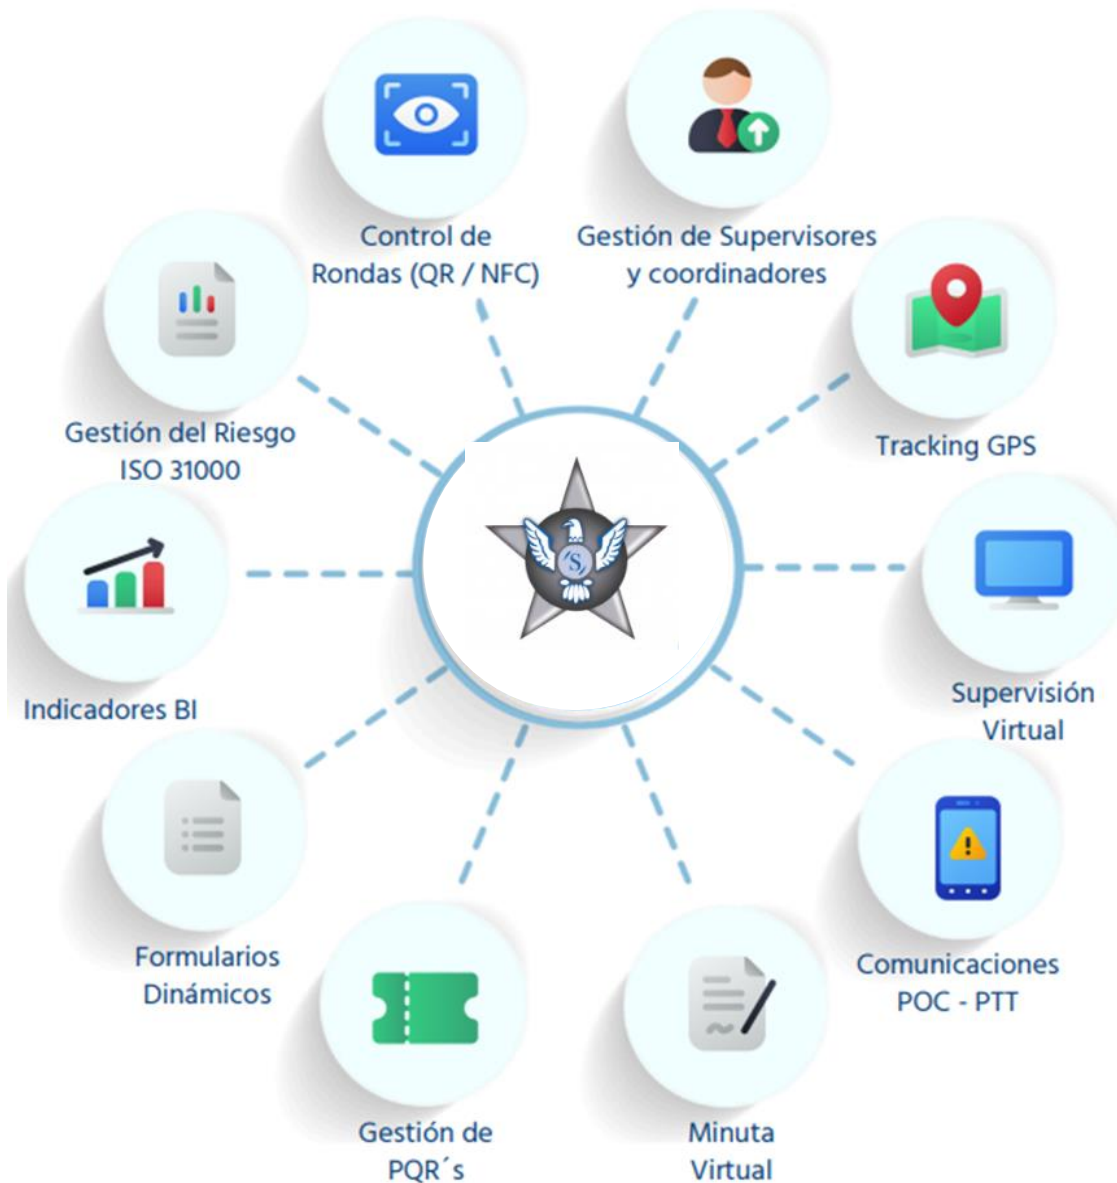 Control de
Rondas (QR / NFC)
Gestión de Supervisores
y coordinadores
Gestión del Riesgo
ISO 31000
Tracking GPS
S
Indicadores BI
Supervisión
Virtual
Formularios
Dinámicos
Comunicaciones
POC - PTT
Gestión de
PQR´s
Minuta
Virtual